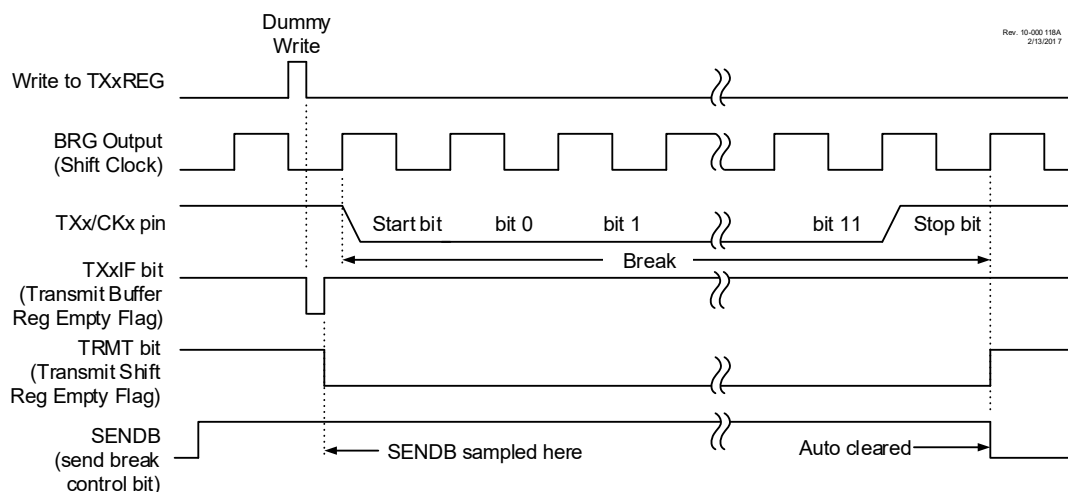 Dummy
Write
Rev. 10-000 118A
2/13/2017
Write to TXxREG
BRG Output
(Shift Clock)
TXx/CKx pin
Start bit bit 0 bit 1 bit 11 Stop bit
Break
TXxIF bit
(Transmit Buffer
Reg Empty Flag)
TRMT bit
(Transmit Shift
Reg Empty Flag)
SENDB
(send break
control bit)
SENDB sampled here
Auto cleared